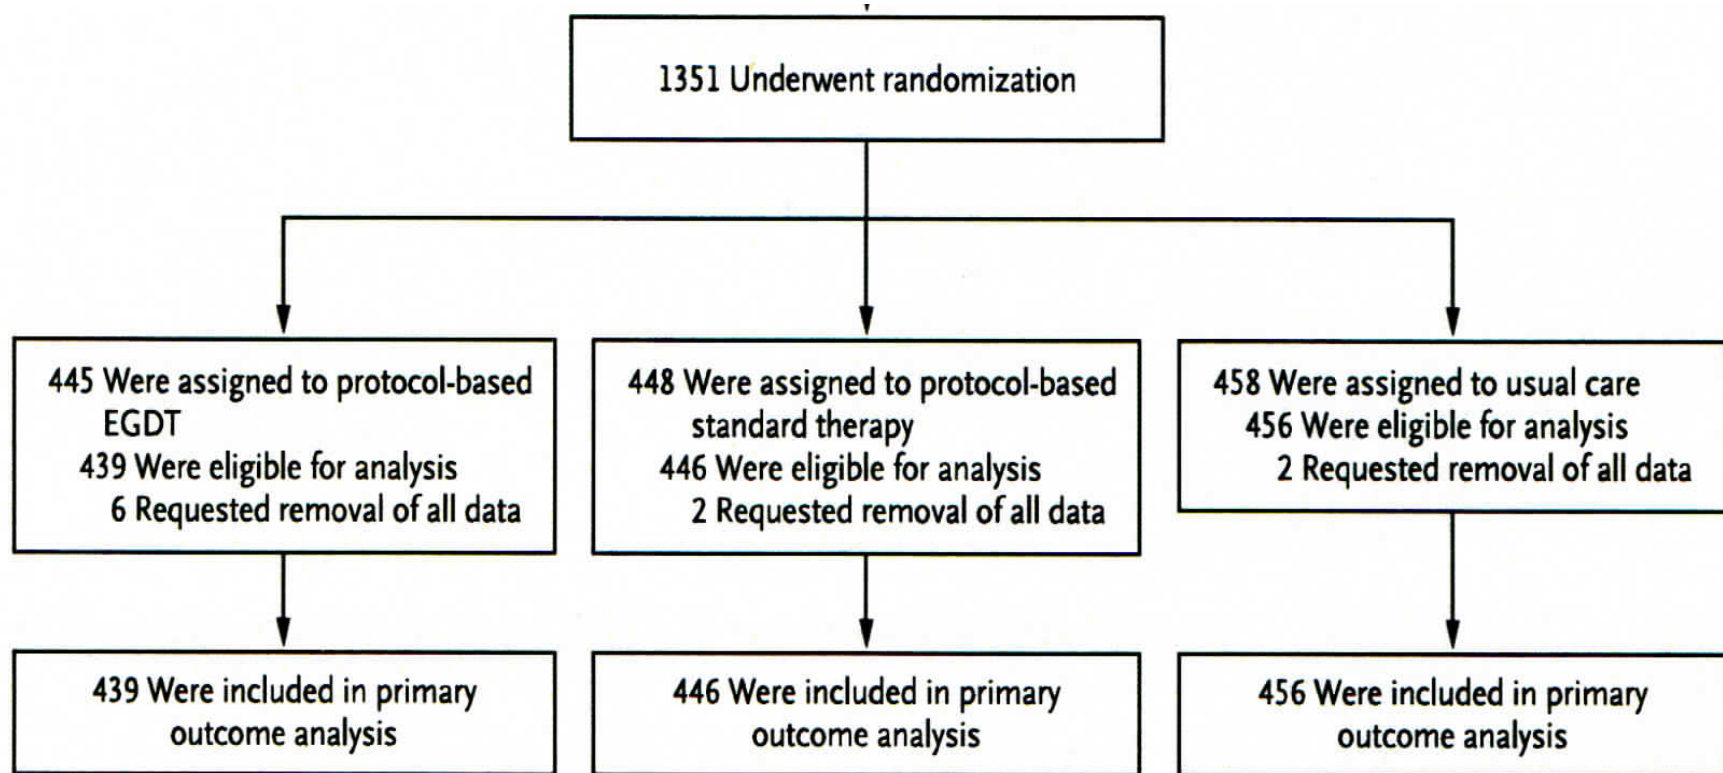 1351 Underwent randomization
445 Were assigned to protocol-based
EGDT
439 Were eligible for analysis
6 Requested removal of all data
448 Were assigned to protocol-based
standard therapy
446 Were eligible for analysis
2 Requested removal of all data
458 Were assigned to usual care
456 Were eligible for analysis
2 Requested removal of all data
439 Were included in primary
outcome analysis
446 Were included in primary
outcome analysis
456 Were included in primary
outcome analysis